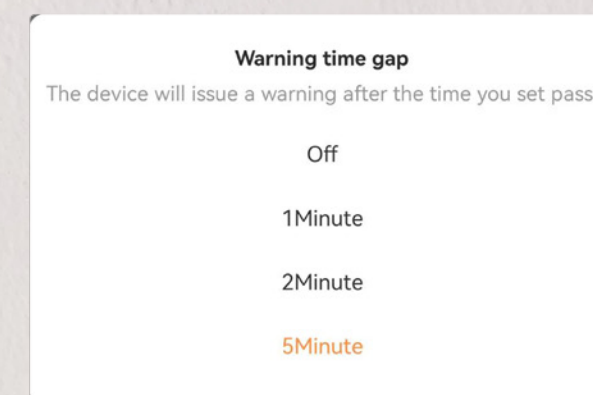 Warning time gap
The device will issue a warning after the time you set pass
Off
1Minute
2Minute
5Minute